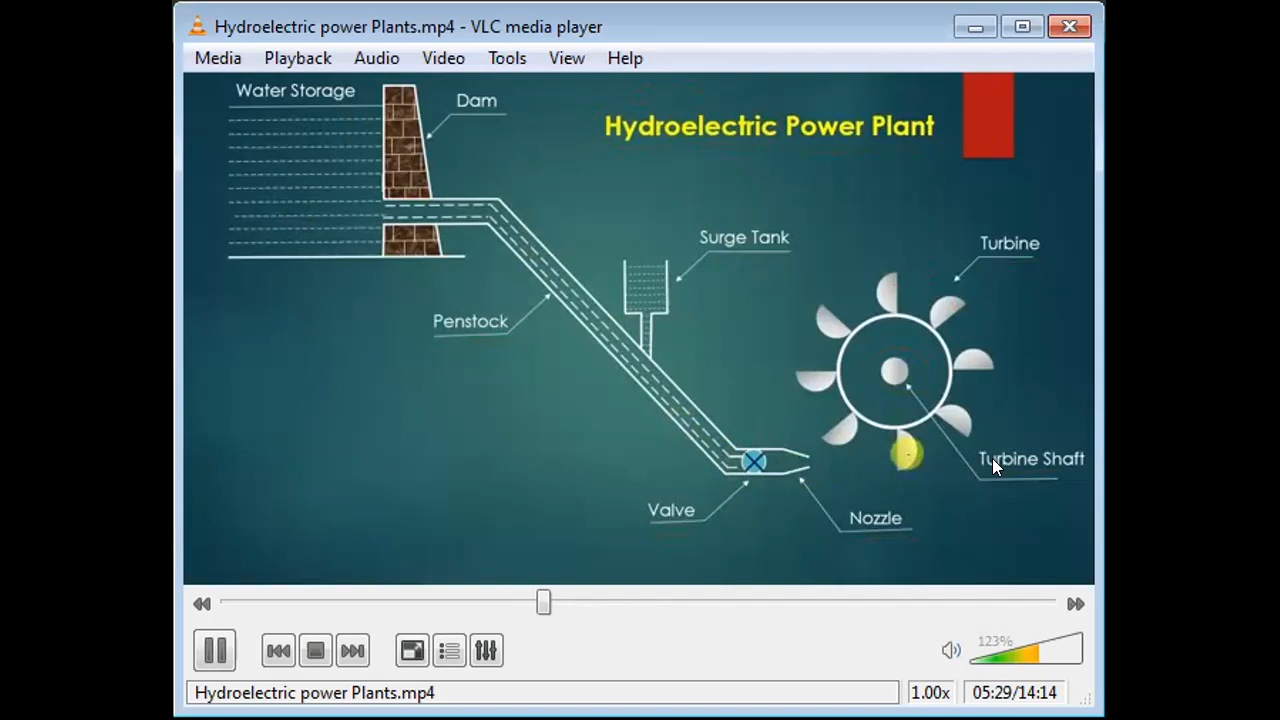 Hydroelectric power Plants.mp4 - VLC media player
Media Playback Audio Video Tools View Help
Water Storage
Dam
Hydroelectric Power Plant
Surge Tank
Turbine
Penstock
Turbine Shaft
Valve
Nozzle
123%
Hydroelectric power Plants.mp4 1.00x 05:29/14:14